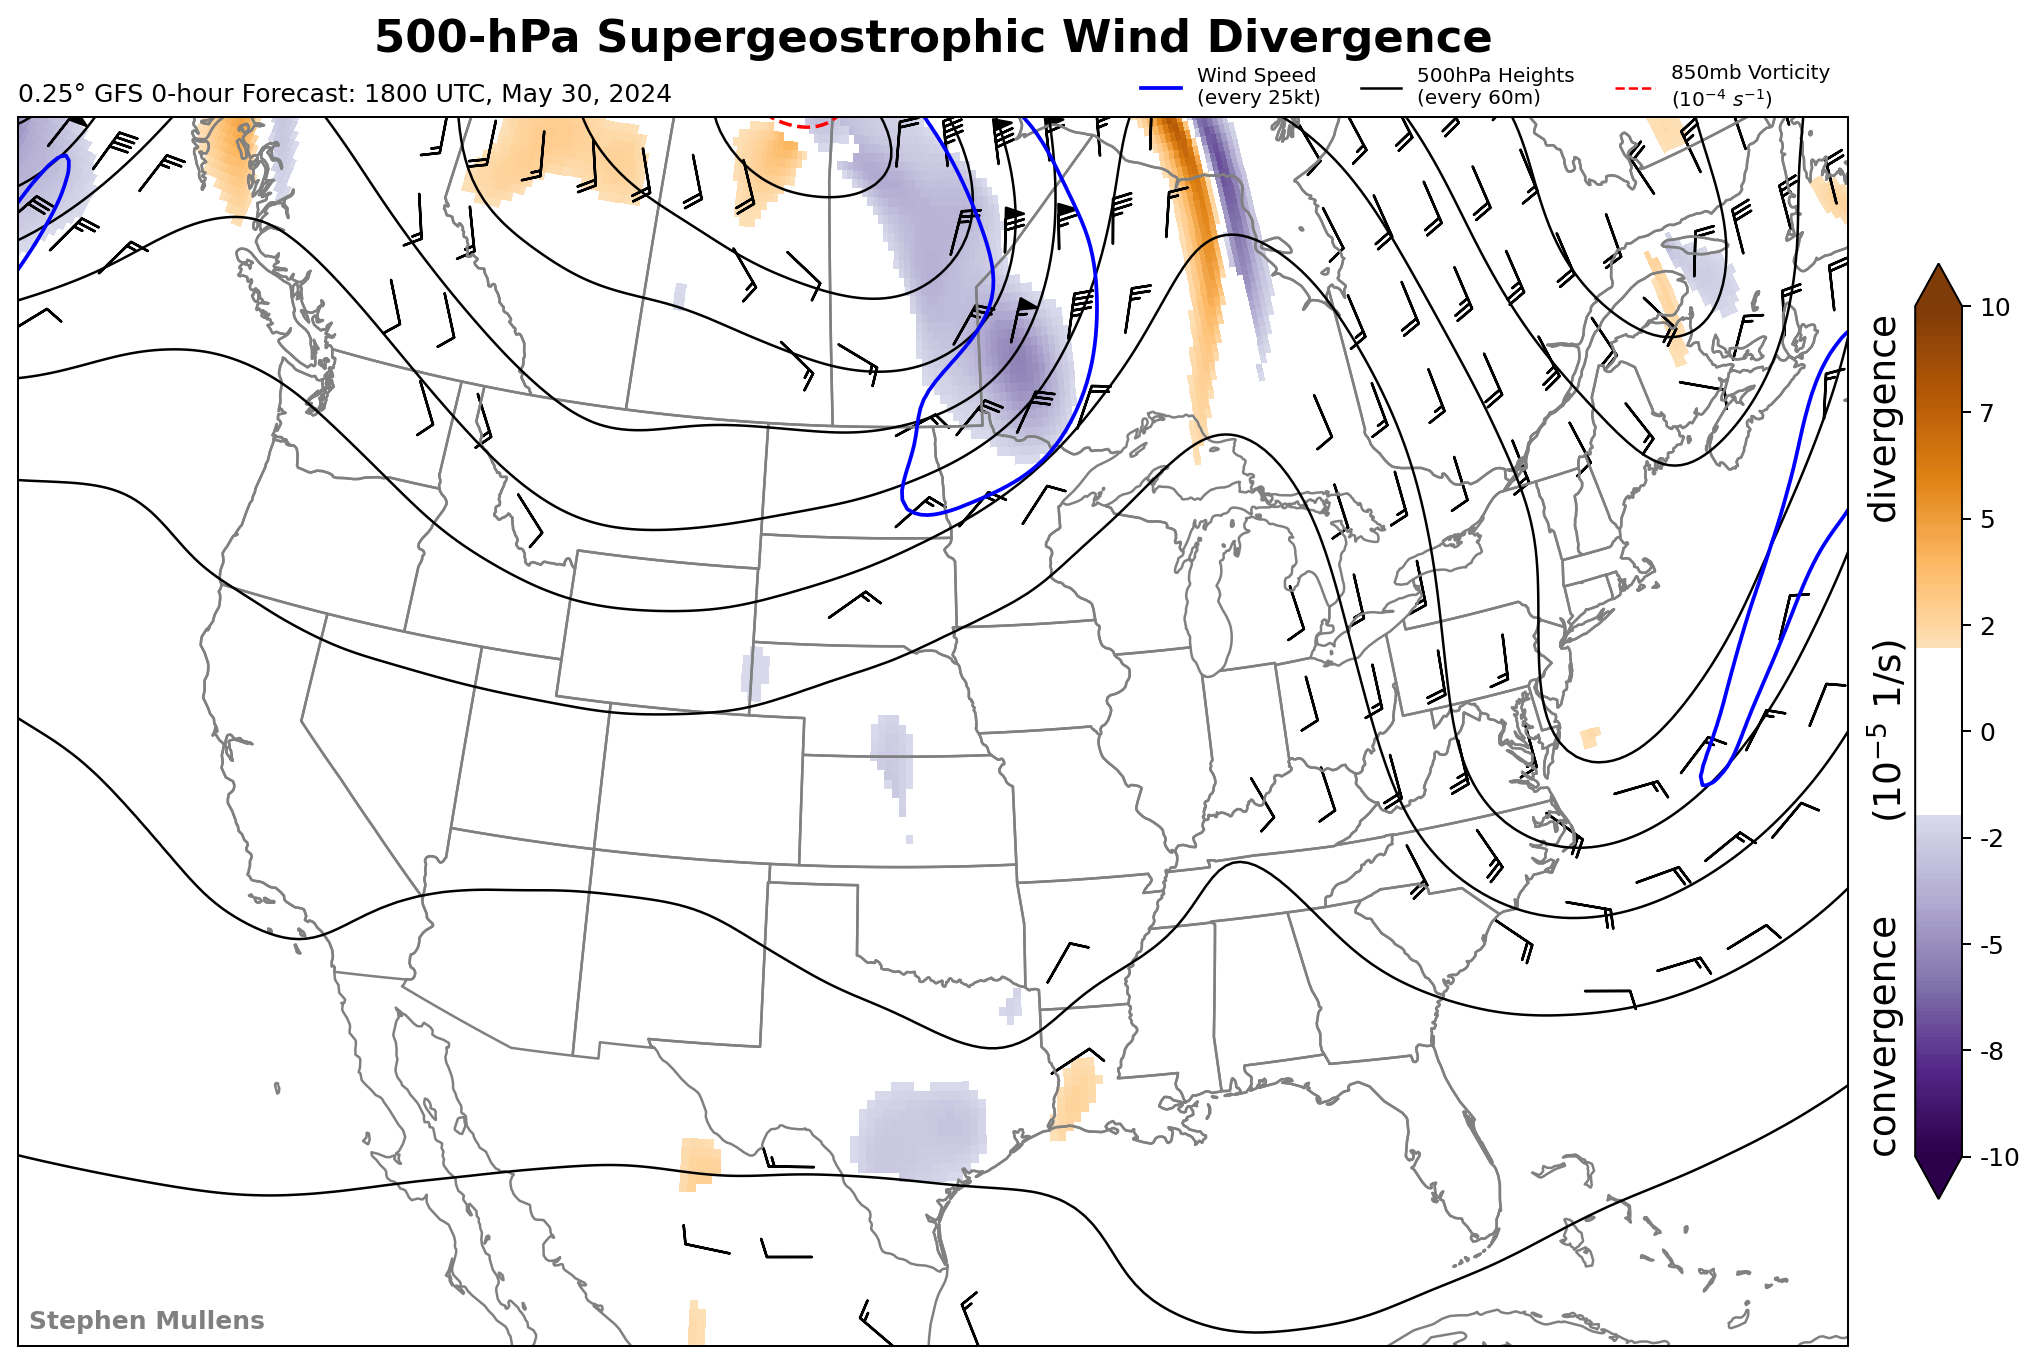 500-hPa Supergeostrophic Wind Divergence
0.25° GFS 0-hour Forecast: 1800 UTC, May 30, 2024
Wind Speed
(every 25kt)
500hPa Heights
(every 60m)
850mb Vorticity
(10⁻⁴ s⁻¹)
10
7
5
2
0
-2
-5
-8
-10
convergence (10⁻⁵ 1/s) divergence
Stephen Mullens